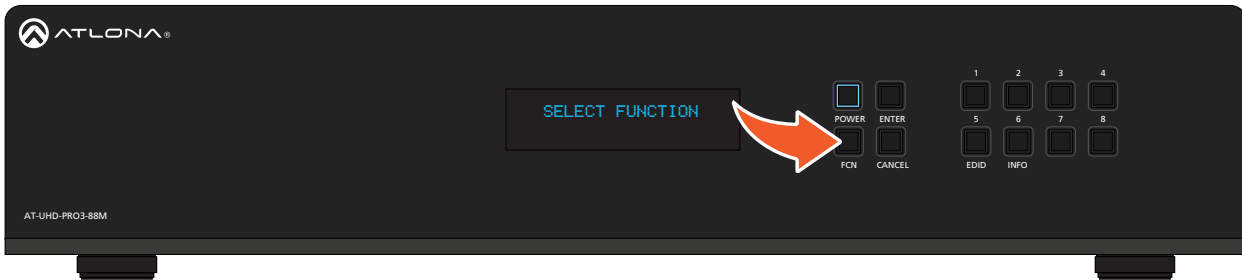 ATLONA®
1 2 3 4
SELECT FUNCTION
POWER ENTER 5 6 7 8
FCN CANCEL EDID INFO
AT-UHD-PRO3-88M